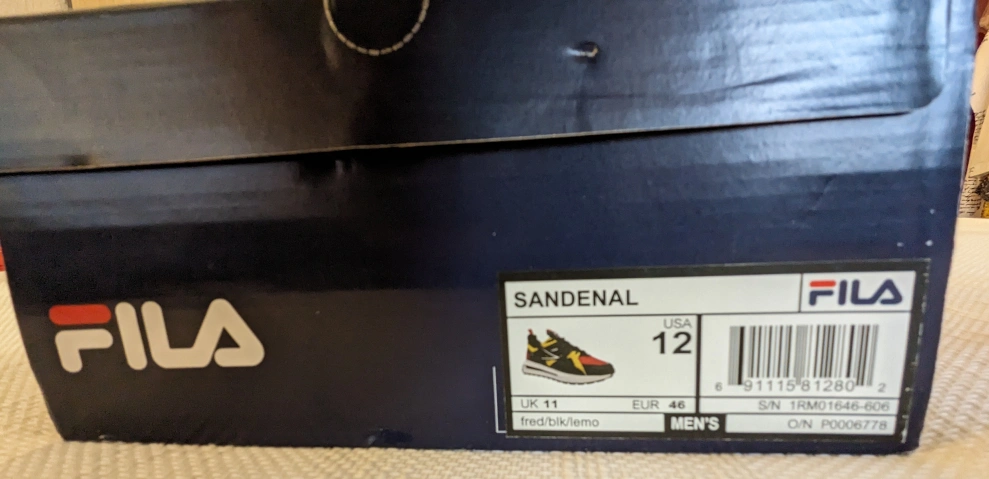 FILA
SANDENAL
FILA
USA
12
6 91115 81280 2
UK 11 EUR 46
S/N 1RM01646-606
fred/blk/lemo
MEN'S
O/N P0006778